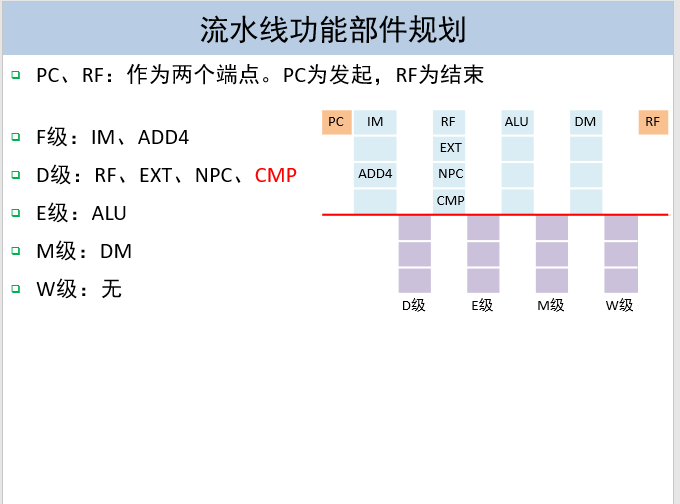 流水线功能部件规划
PC、RF：作为两个端点。PC为发起，RF为结束
F级：IM、ADD4
D级：RF、EXT、NPC、CMP
E级：ALU
M级：DM
W级：无
PC IM RF ALU DM RF
EXT
ADD4 NPC
CMP
D级 E级 M级 W级